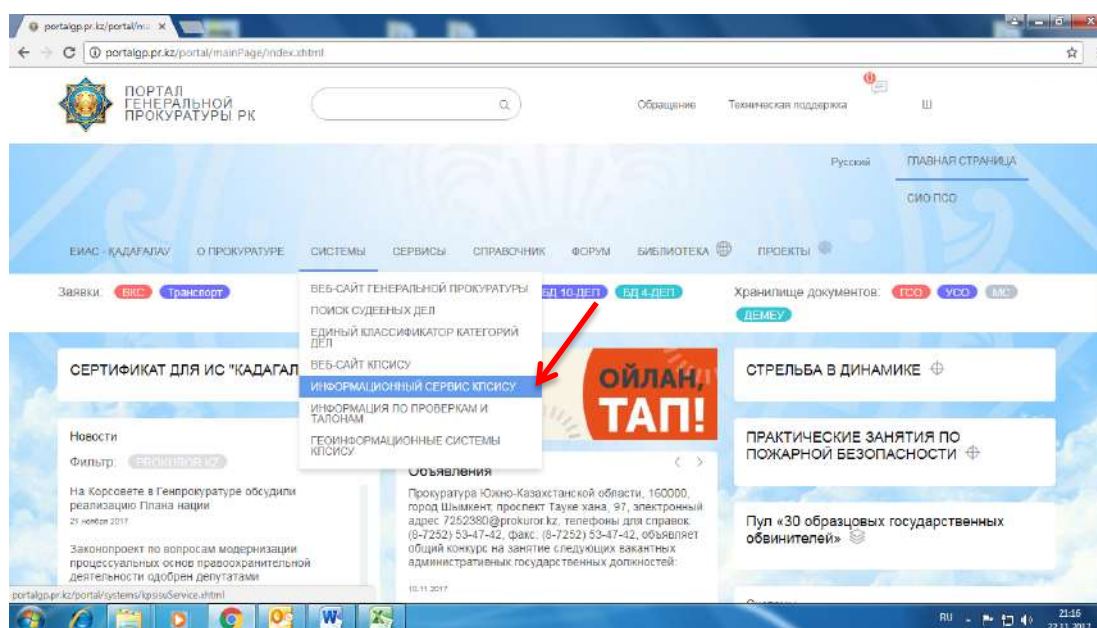 portalgp.pr.kz/portal/ma
portalgp.pr.kz/portal/mainPage/index.xhtml
ПОРТАЛ
ГЕНЕРАЛЬНОЙ
ПРОКУРАТУРЫ РК
Обращение
Техническая поддержка
Ш
Русский
ГЛАВНАЯ СТРАНИЦА
СИО ПСО
ЕИАС - ҚАДАҒАЛАУ
О ПРОКУРАТУРЕ
СИСТЕМЫ
СЕРВИСЫ
СПРАВОЧНИК
ФОРУМ
БИБЛИОТЕКА
ПРОЕКТЫ
Заявки:
ВКС
Транспорт
БД 10-ДЕП
БД 4-ДЕП
Хранилище документов:
ГСО
УСО
МС
ДЕМЕУ
ВЕБ-САЙТ ГЕНЕРАЛЬНОЙ ПРОКУРАТУРЫ
ПОИСК СУДЕБНЫХ ДЕЛ
ЕДИНЫЙ КЛАССИФИКАТОР КАТЕГОРИЙ
ДЕЛ
ВЕБ-САЙТ КПСИСУ
ИНФОРМАЦИОННЫЙ СЕРВИС КПСИСУ
ИНФОРМАЦИЯ ПО ПРОВЕРКАМ И
ТАЛОНАМ
ГЕОИНФОРМАЦИОННЫЕ СИСТЕМЫ
КПСИСУ
СЕРТИФИКАТ ДЛЯ ИС "КАДАГАЛ
ОЙЛАН,
ТАП!
СТРЕЛЬБА В ДИНАМИКЕ
ПРАКТИЧЕСКИЕ ЗАНЯТИЯ ПО
ПОЖАРНОЙ БЕЗОПАСНОСТИ
Пул «30 образцовых государственных
обвинителей»
Новости
Фильтр:
PROKUROR.KZ
На Корсовете в Генпрокуратуре обсудили
реализацию Плана нации
21 ноября 2017
Законопроект по вопросам модернизации
процессуальных основ правоохранительной
деятельности одобрен депутатами
Объявления
Прокуратура Южно-Казахстанской области, 160000,
город Шымкент, проспект Тауке хана, 97, электронный
адрес 7252380@prokuror.kz, телефоны для справок
(8-7252) 53-47-42, факс: (8-7252) 53-47-42, объявляет
общий конкурс на занятие следующих вакантных
административных государственных должностей:
10.11.2017
portalgp.pr.kz/portal/systems/kpssuService.xhtml
RU
21:16
22.11.2017